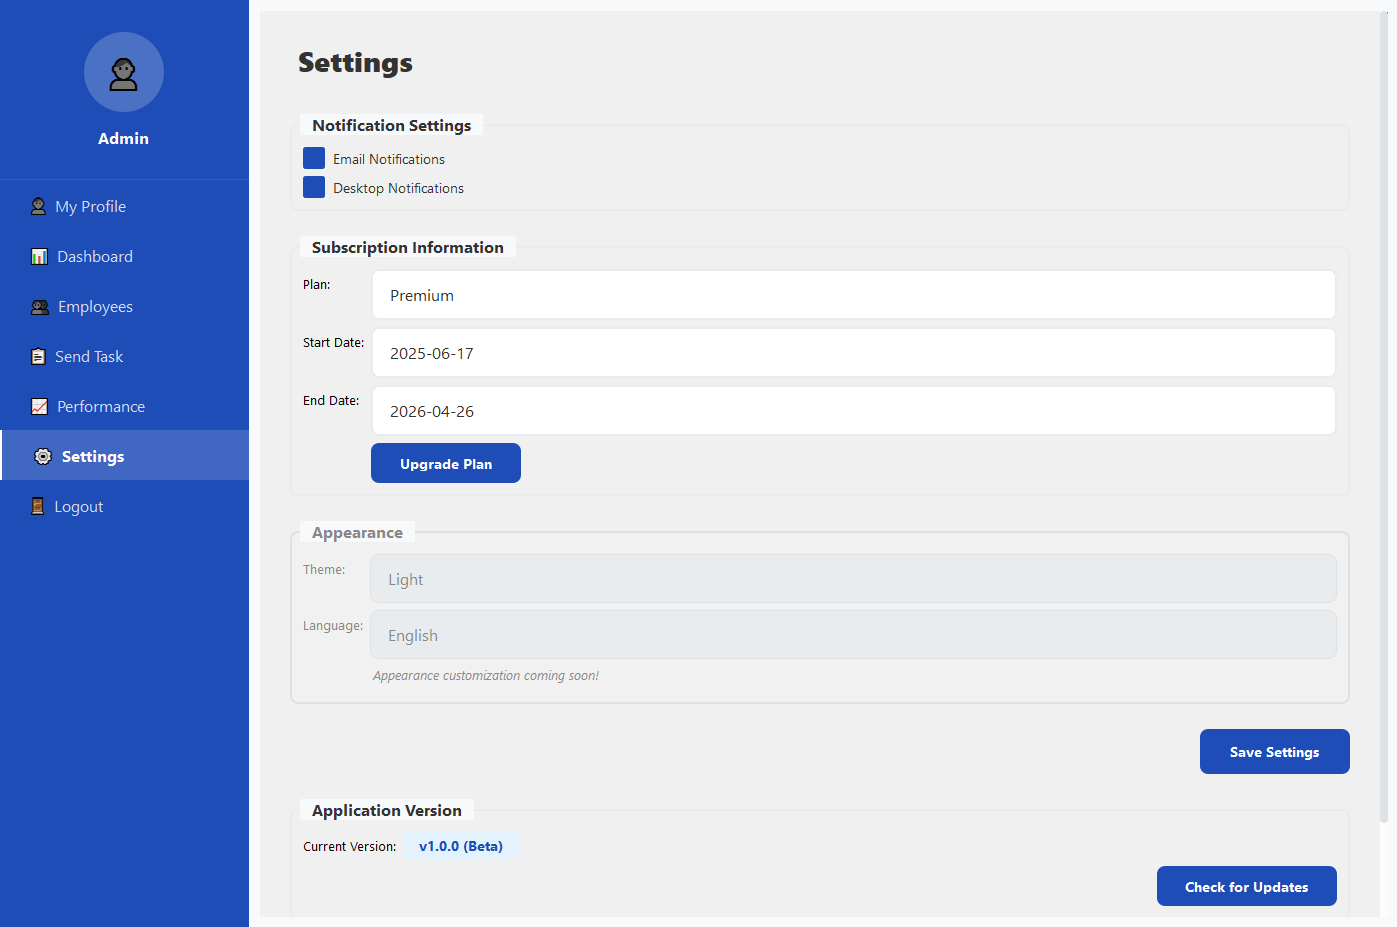 Admin
My Profile
Dashboard
Employees
Send Task
Performance
Settings
Logout
Settings
Notification Settings
Email Notifications
Desktop Notifications
Subscription Information
Plan: Premium
Start Date: 2025-06-17
End Date: 2026-04-26
Upgrade Plan
Appearance
Theme: Light
Language: English
Appearance customization coming soon!
Save Settings
Application Version
Current Version: v1.0.0 (Beta)
Check for Updates